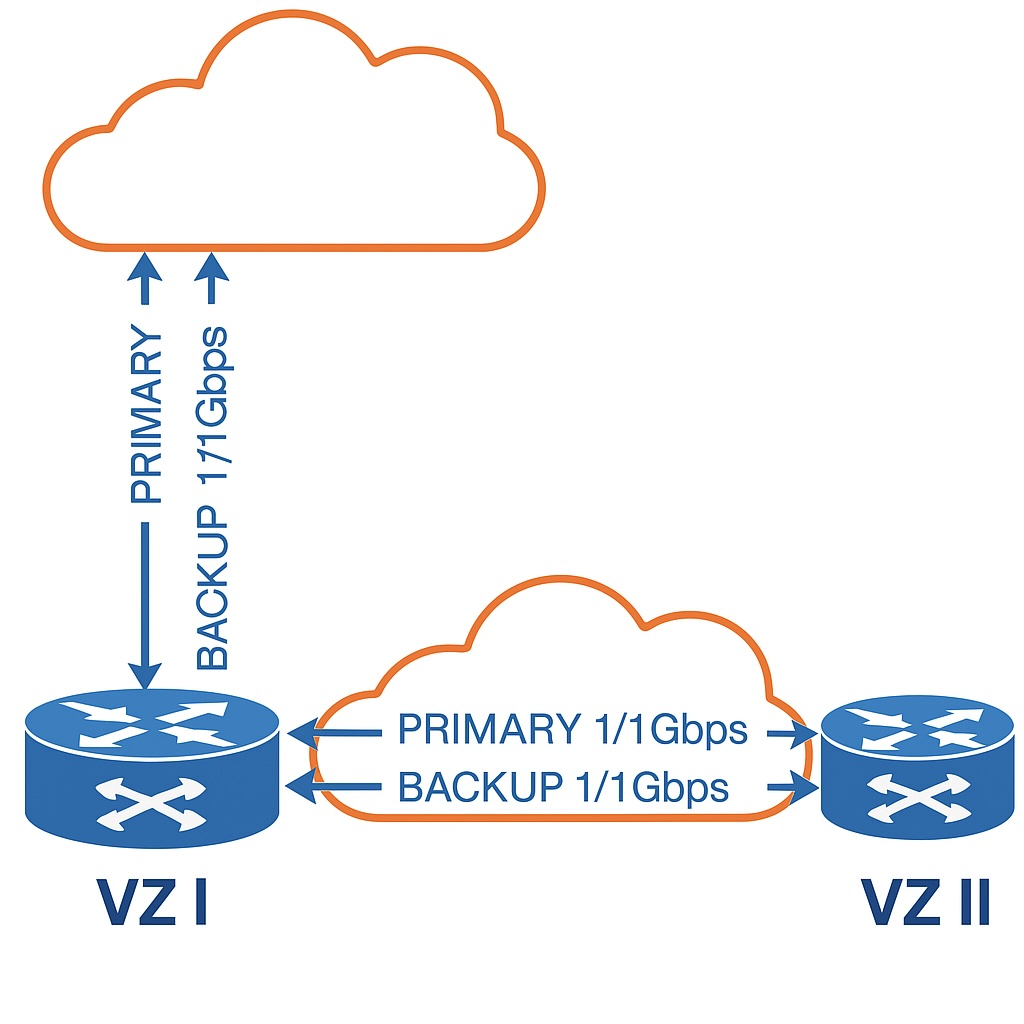 PRIMARY
BACKUP 1/1Gbps
PRIMARY 1/1Gbps
BACKUP 1/1Gbps
VZ I
VZ II